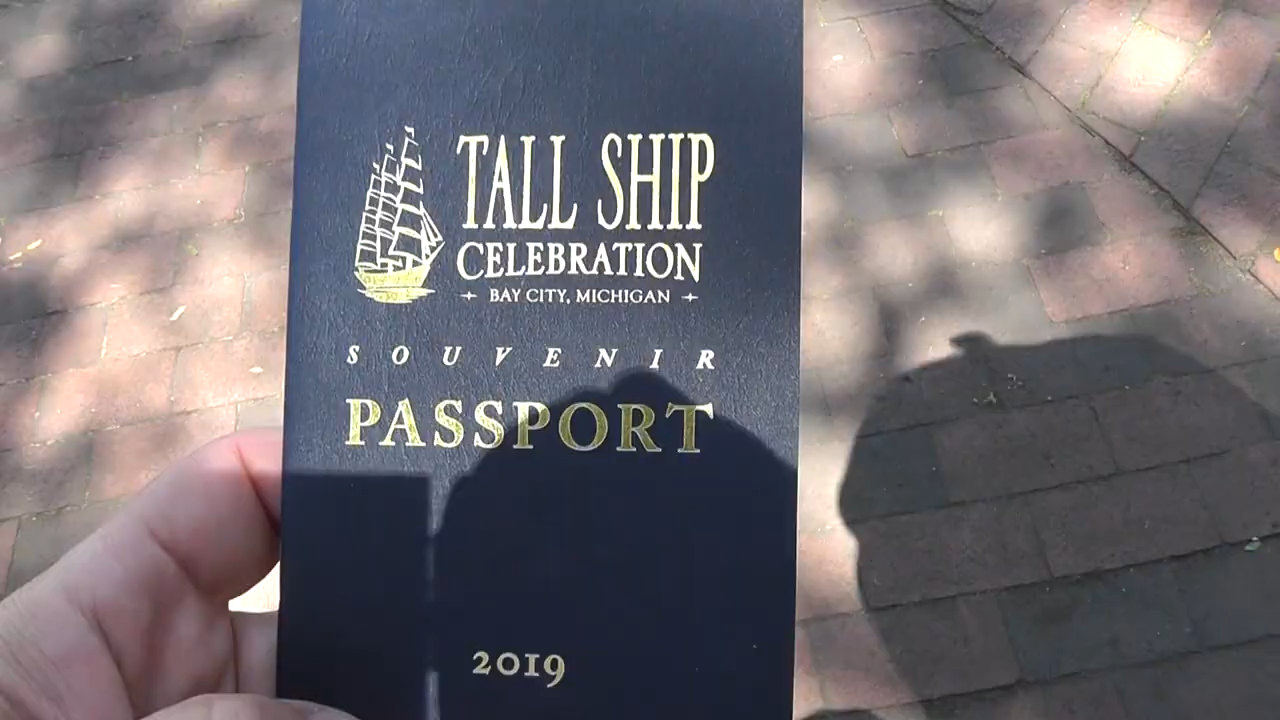 TALL SHIP
CELEBRATION
BAY CITY, MICHIGAN
SOUVENIR
PASSPORT
2019